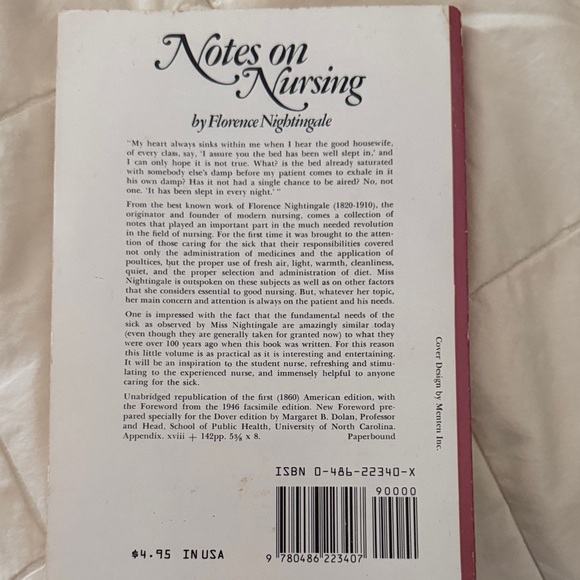 Notes on
Nursing
by Florence Nightingale
"My heart always sinks within me when I hear the good housewife,
of every class, say, 'I assure you the bed has been well slept in,' and
I can only hope it is not true. What? is the bed already saturated
with somebody else's damp before my patient comes to exhale in it
his own damp? Has it not had a single chance to be aired? No, not
one. 'It has been slept in every night.' "
From the best known work of Florence Nightingale (1820-1910), the
originator and founder of modern nursing, comes a collection of
notes that played an important part in the much needed revolution
in the field of nursing. For the first time it was brought to the atten-
tion of those caring for the sick that their responsibilities covered
not only the administration of medicines and the application of
poultices, but the proper use of fresh air, light, warmth, cleanliness,
quiet, and the proper selection and administration of diet. Miss
Nightingale is outspoken on these subjects as well as on other factors
that she considers essential to good nursing. But, whatever her topic,
her main concern and attention is always on the patient and his needs.
One is impressed with the fact that the fundamental needs of the
sick as observed by Miss Nightingale are amazingly similar today
(even though they are generally taken for granted now) to what they
were over 100 years ago when this book was written. For this reason
this little volume is as practical as it is interesting and entertaining.
It will be an inspiration to the student nurse, refreshing and stimu-
lating to the experienced nurse, and immensely helpful to anyone
caring for the sick.
Unabridged republication of the first (1860) American edition, with
the Foreword from the 1946 facsimile edition. New Foreword pre-
pared specially for the Dover edition by Margaret B. Dolan, Professor
and Head, School of Public Health, University of North Carolina.
Appendix. xviii + 142pp. 5⅜ x 8. Paperbound
Cover Design by Menten Inc.
ISBN 0-486-22340-X
90000
$4.95 IN USA
9 780486 223407